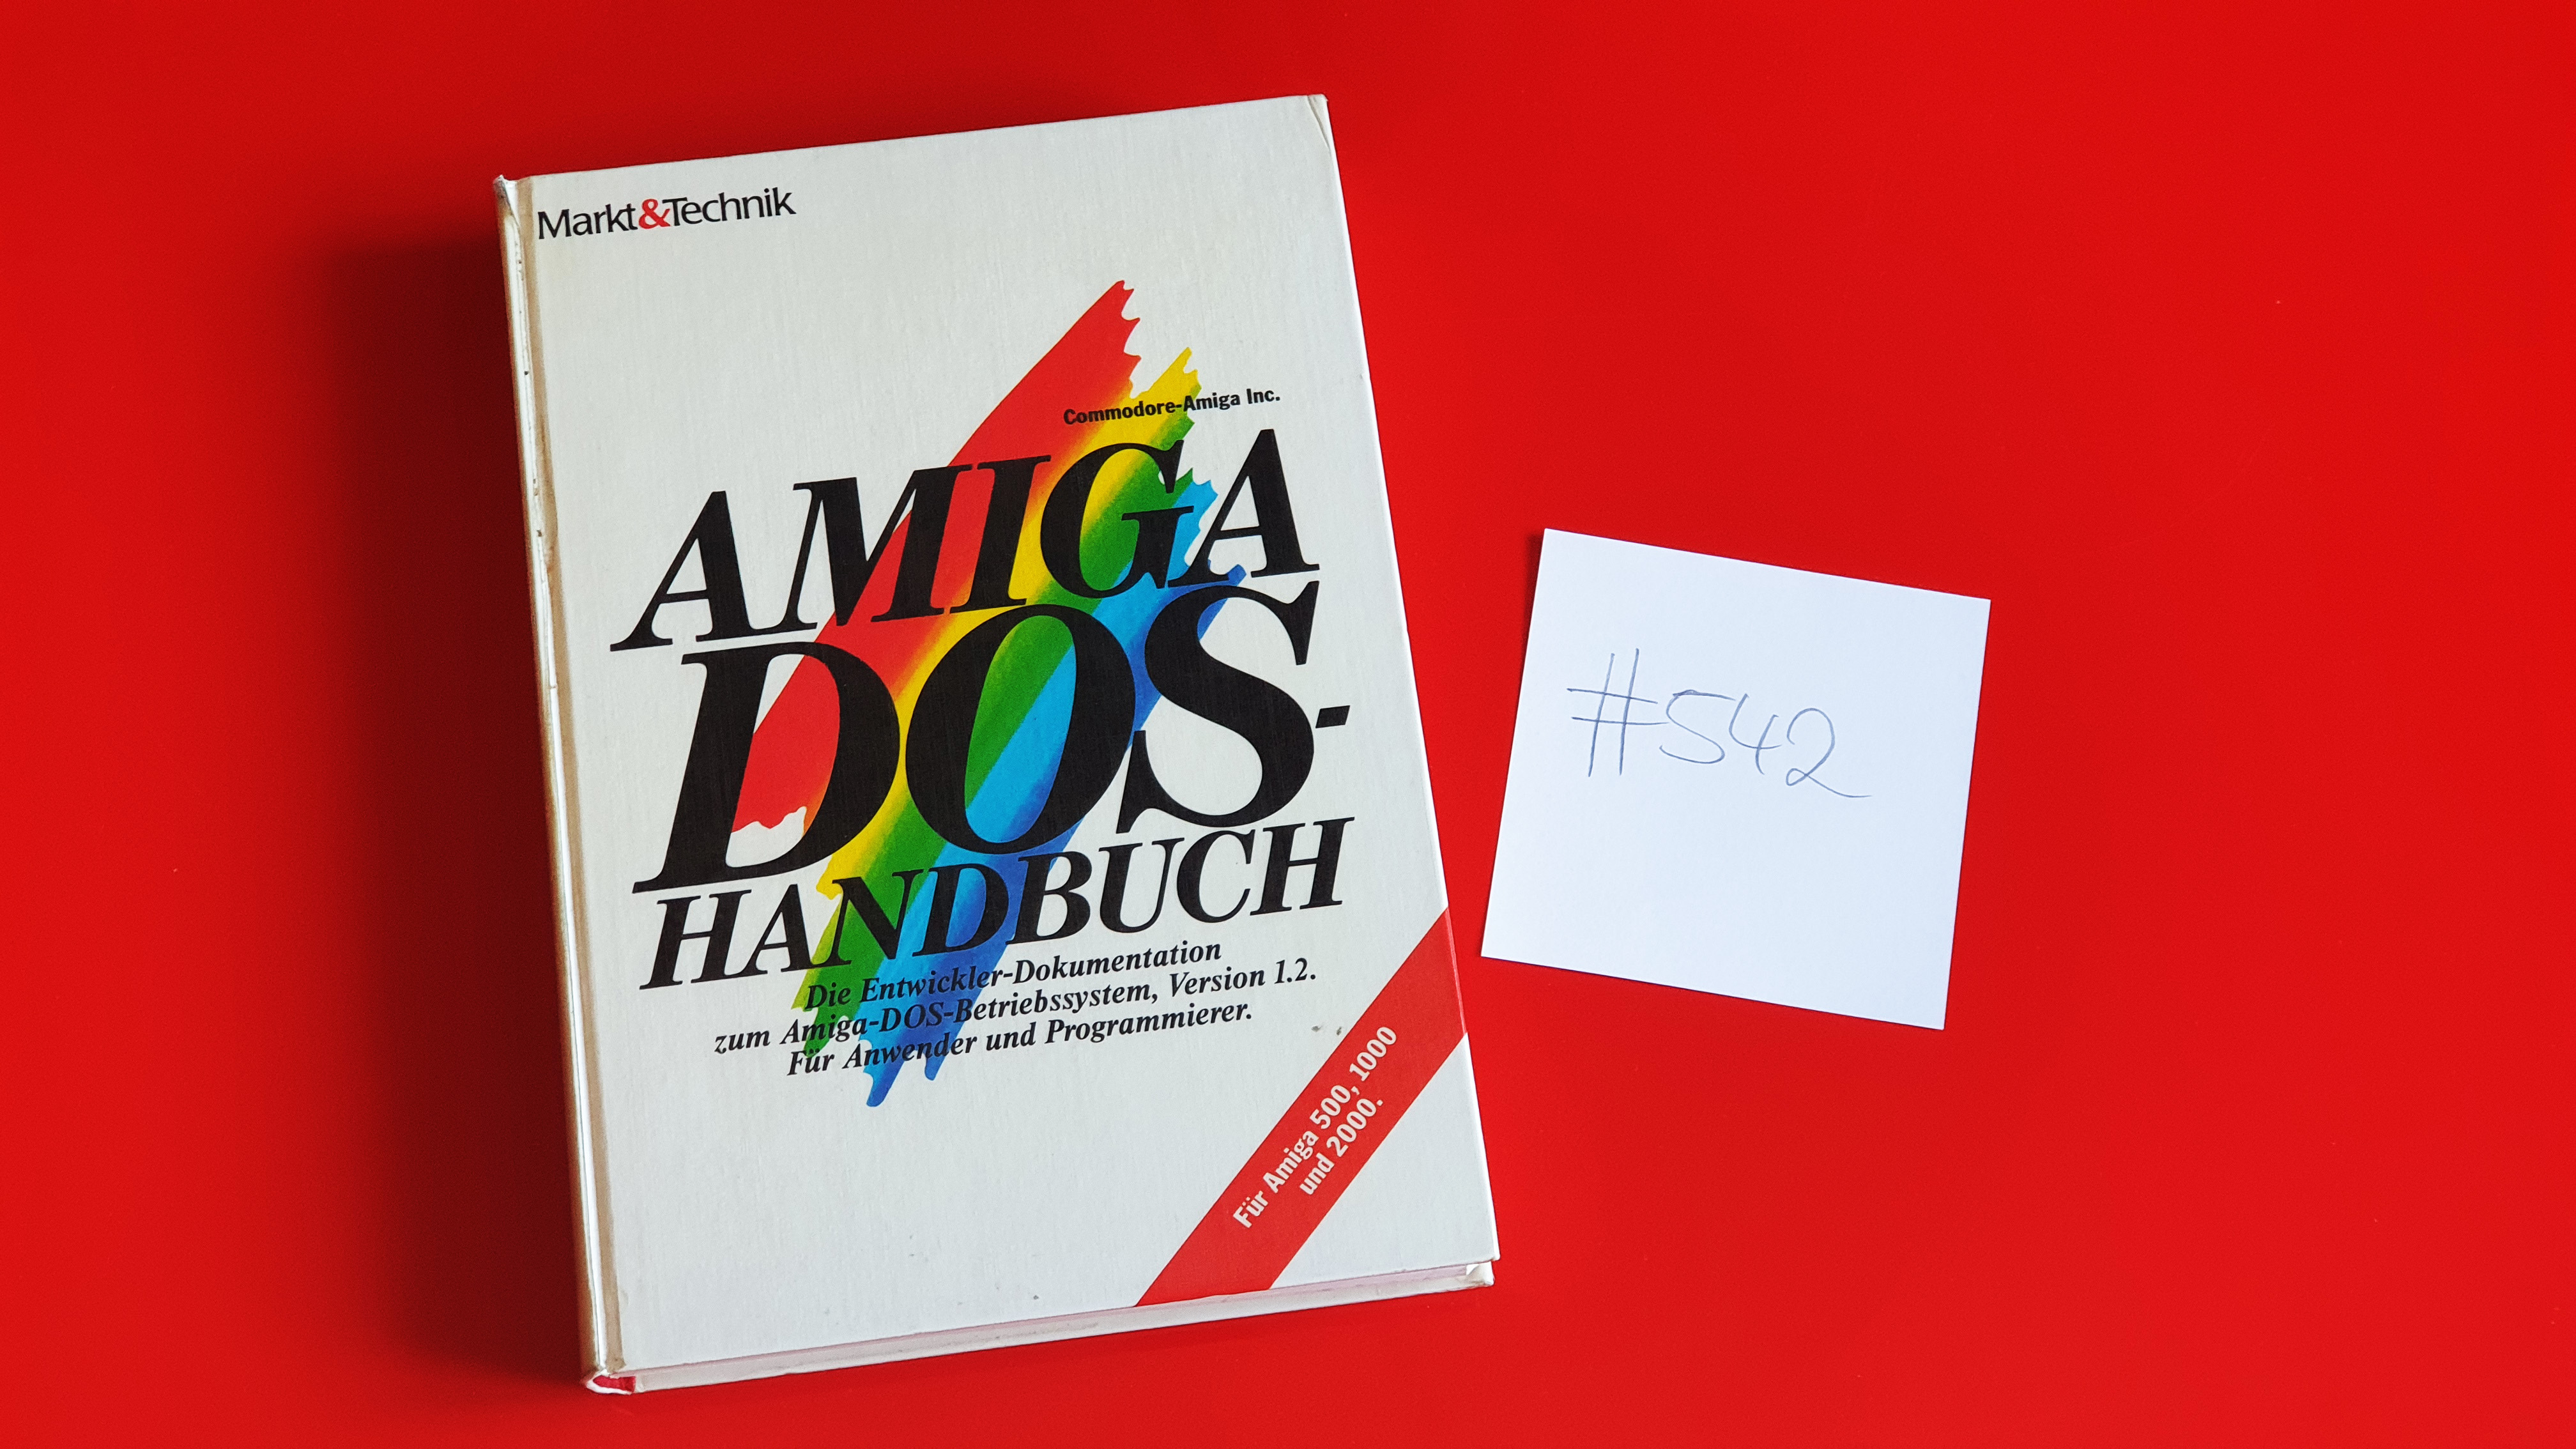 Markt&Technik
Commodore-Amiga Inc.
AMIGA
DOS-
HANDBUCH
Die Entwickler-Dokumentation
zum Amiga-DOS-Betriebssystem, Version 1.2.
Für Anwender und Programmierer.
Für Amiga 500, 1000
und 2000.
#542